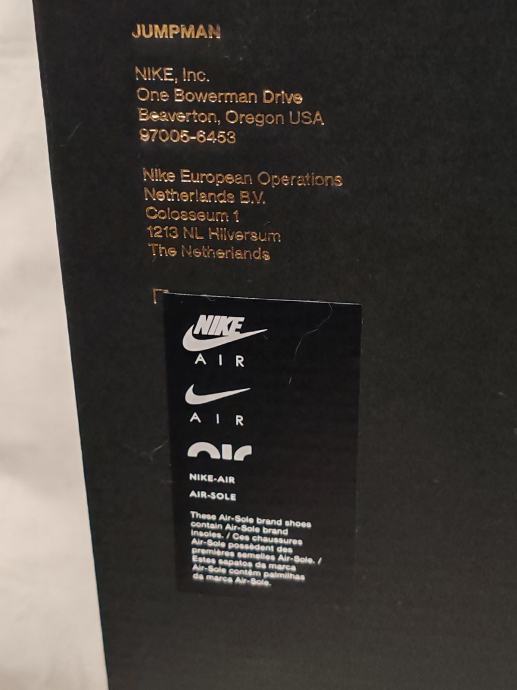 JUMPMAN
NIKE, Inc.
One Bowerman Drive
Beaverton, Oregon USA
97005-6453
Nike European Operations
Netherlands B.V.
Colosseum 1
1213 NL Hilversum
The Netherlands
NIKE
AIR
AIR
air
NIKE-AIR
AIR-SOLE
These Air-Sole brand shoes
contain Air-Sole brand
insoles. / Ces chaussures
Air-Sole possèdent des
premières semelles Air-Sole. /
Estes sapatos da marca
Air-Sole contêm palmilhas
da marca Air-Sole.